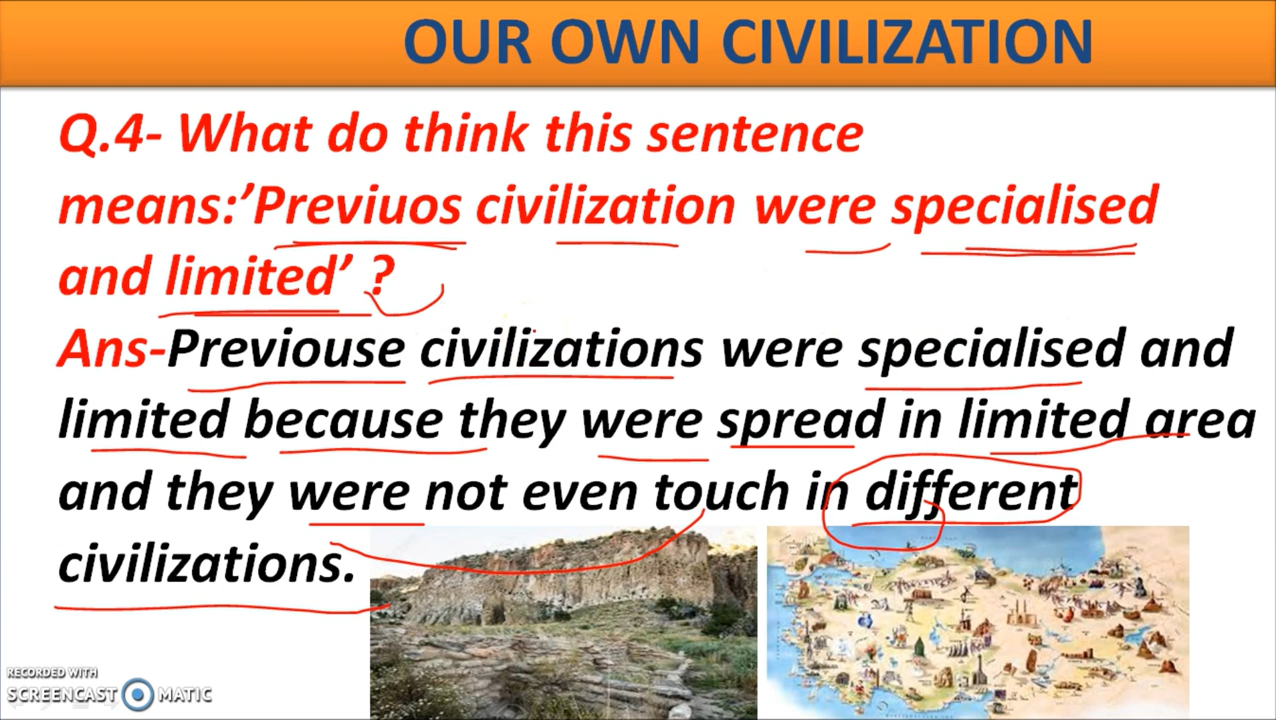 OUR OWN CIVILIZATION
Q.4- What do think this sentence
means:’Previuos civilization were specialised
and limited’ ?
Ans-Previouse civilizations were specialised and
limited because they were spread in limited area
and they were not even touch in different
civilizations.
RECORDED WITH
SCREENCAST MATIC